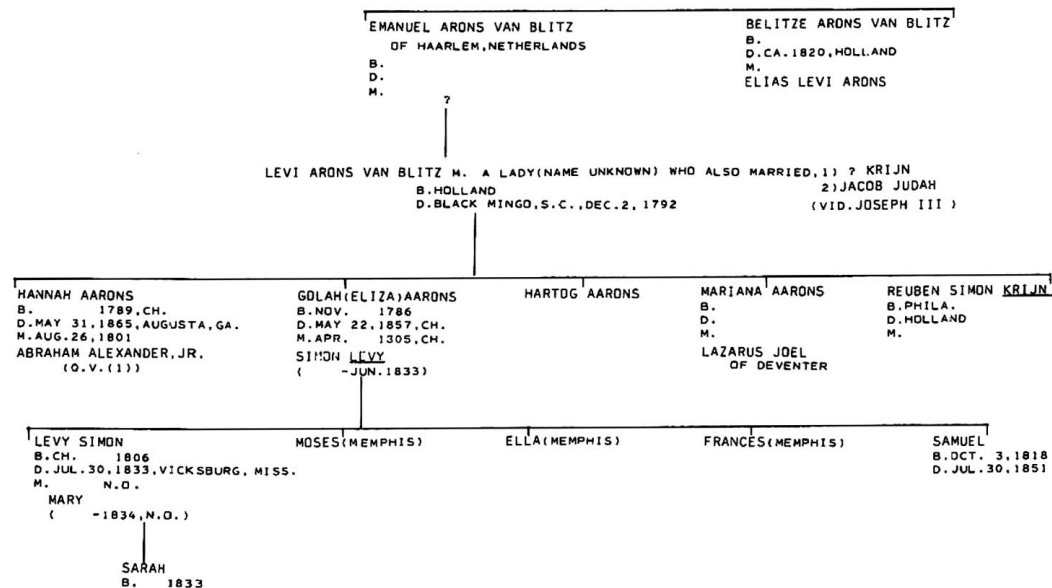 EMANUEL ARONS VAN BLITZ
OF HAARLEM, NETHERLANDS
B.
D.
M.
BELITZE ARONS VAN BLITZ
B.
D.CA.1820, HOLLAND
M.
ELIAS LEVI ARONS
?
LEVI ARONS VAN BLITZ M. A LADY(NAME UNKNOWN) WHO ALSO MARRIED, 1) ? KRIJN
2)JACOB JUDAH
(VID.JOSEPH III )
B.HOLLAND
D.BLACK MINGO, S.C., DEC.2, 1792
HANNAH AARONS
B. 1789, CH.
D.MAY 31, 1865, AUGUSTA, GA.
M.AUG.26, 1801
ABRAHAM ALEXANDER, JR.
(Q.V.(1))
GOLAH(ELIZA)AARONS
B.NOV. 1786
D.MAY 22, 1857, CH.
M.APR. 1305, CH.
SIMON LEVY
( -JUN.1833)
HARTOG AARONS
MARIANA AARONS
B.
D.
M.
LAZARUS JOEL
OF DEVENTER
REUBEN SIMON KRIJN
B.PHILA.
D.HOLLAND
M.
LEVY SIMON
B.CH. 1806
D.JUL.30, 1833, VICKSBURG, MISS.
M. N.O.
MARY
( -1834, N.O.)
MOSES(MEMPHIS)
ELLA(MEMPHIS)
FRANCES(MEMPHIS)
SAMUEL
B.OCT. 3, 1818
D.JUL.30, 1851
SARAH
B. 1833